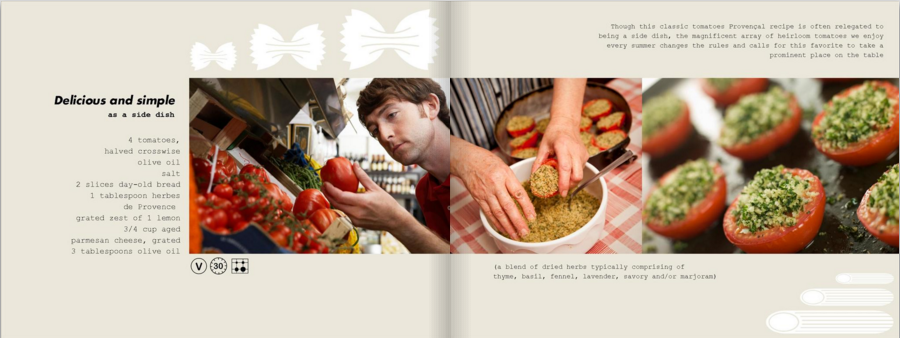 Delicious and simple
as a side dish
4 tomatoes,
halved crosswise
olive oil
salt
2 slices day-old bread
1 tablespoon herbes
de Provence
grated zest of 1 lemon
3/4 cup aged
parmesan cheese, grated
3 tablespoons olive oil
V
30
Though this classic tomatoes Provençal recipe is often relegated to
being a side dish, the magnificent array of heirloom tomatoes we enjoy
every summer changes the rules and calls for this favorite to take a
prominent place on the table
(a blend of dried herbs typically comprising of
thyme, basil, fennel, lavender, savory and/or marjoram)